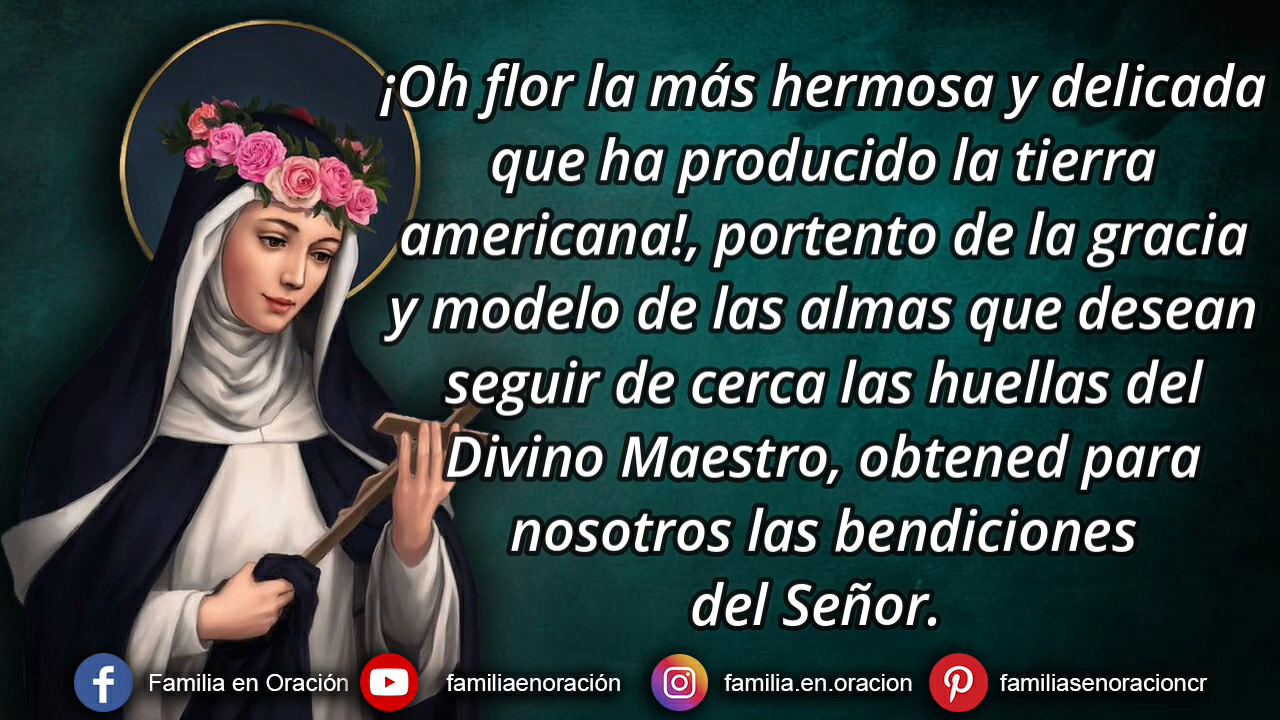 ¡Oh flor la más hermosa y delicada
que ha producido la tierra
americana!, portento de la gracia
y modelo de las almas que desean
seguir de cerca las huellas del
Divino Maestro, obtened para
nosotros las bendiciones
del Señor.
Familia en Oración familiaenoración familia.en.oracion familiasenoracioncr